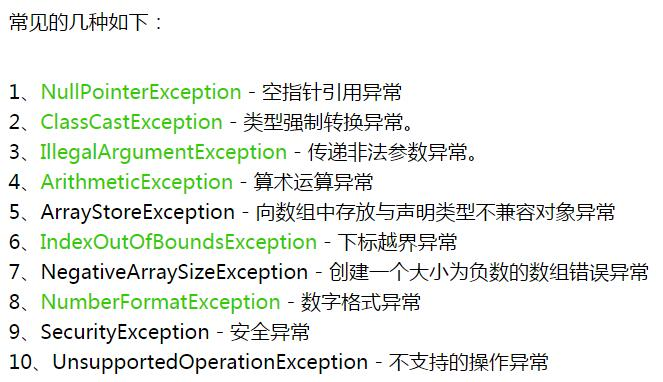 常见的几种如下：
1、NullPointerException - 空指针引用异常
2、ClassCastException - 类型强制转换异常。
3、IllegalArgumentException - 传递非法参数异常。
4、ArithmeticException - 算术运算异常
5、ArrayStoreException - 向数组中存放与声明类型不兼容对象异常
6、IndexOutOfBoundsException - 下标越界异常
7、NegativeArraySizeException - 创建一个大小为负数的数组错误异常
8、NumberFormatException - 数字格式异常
9、SecurityException - 安全异常
10、UnsupportedOperationException - 不支持的操作异常